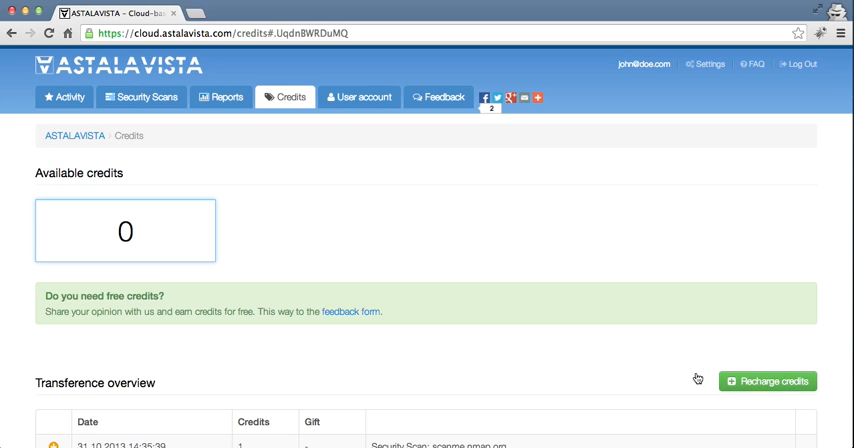 ASTALAVISTA – Cloud-bas
https://cloud.astalavista.com/credits#.UqdnBWRDuMQ
ASTALAVISTA
john@doe.com Settings FAQ Log Out
Activity Security Scans Reports Credits User account Feedback
2
ASTALAVISTA / Credits
Available credits
0
Do you need free credits?
Share your opinion with us and earn credits for free. This way to the feedback form.
Transference overview Recharge credits
Date Credits Gift
31.10.2013 14:35:39 1 - Security Scan: scanme.nmap.org